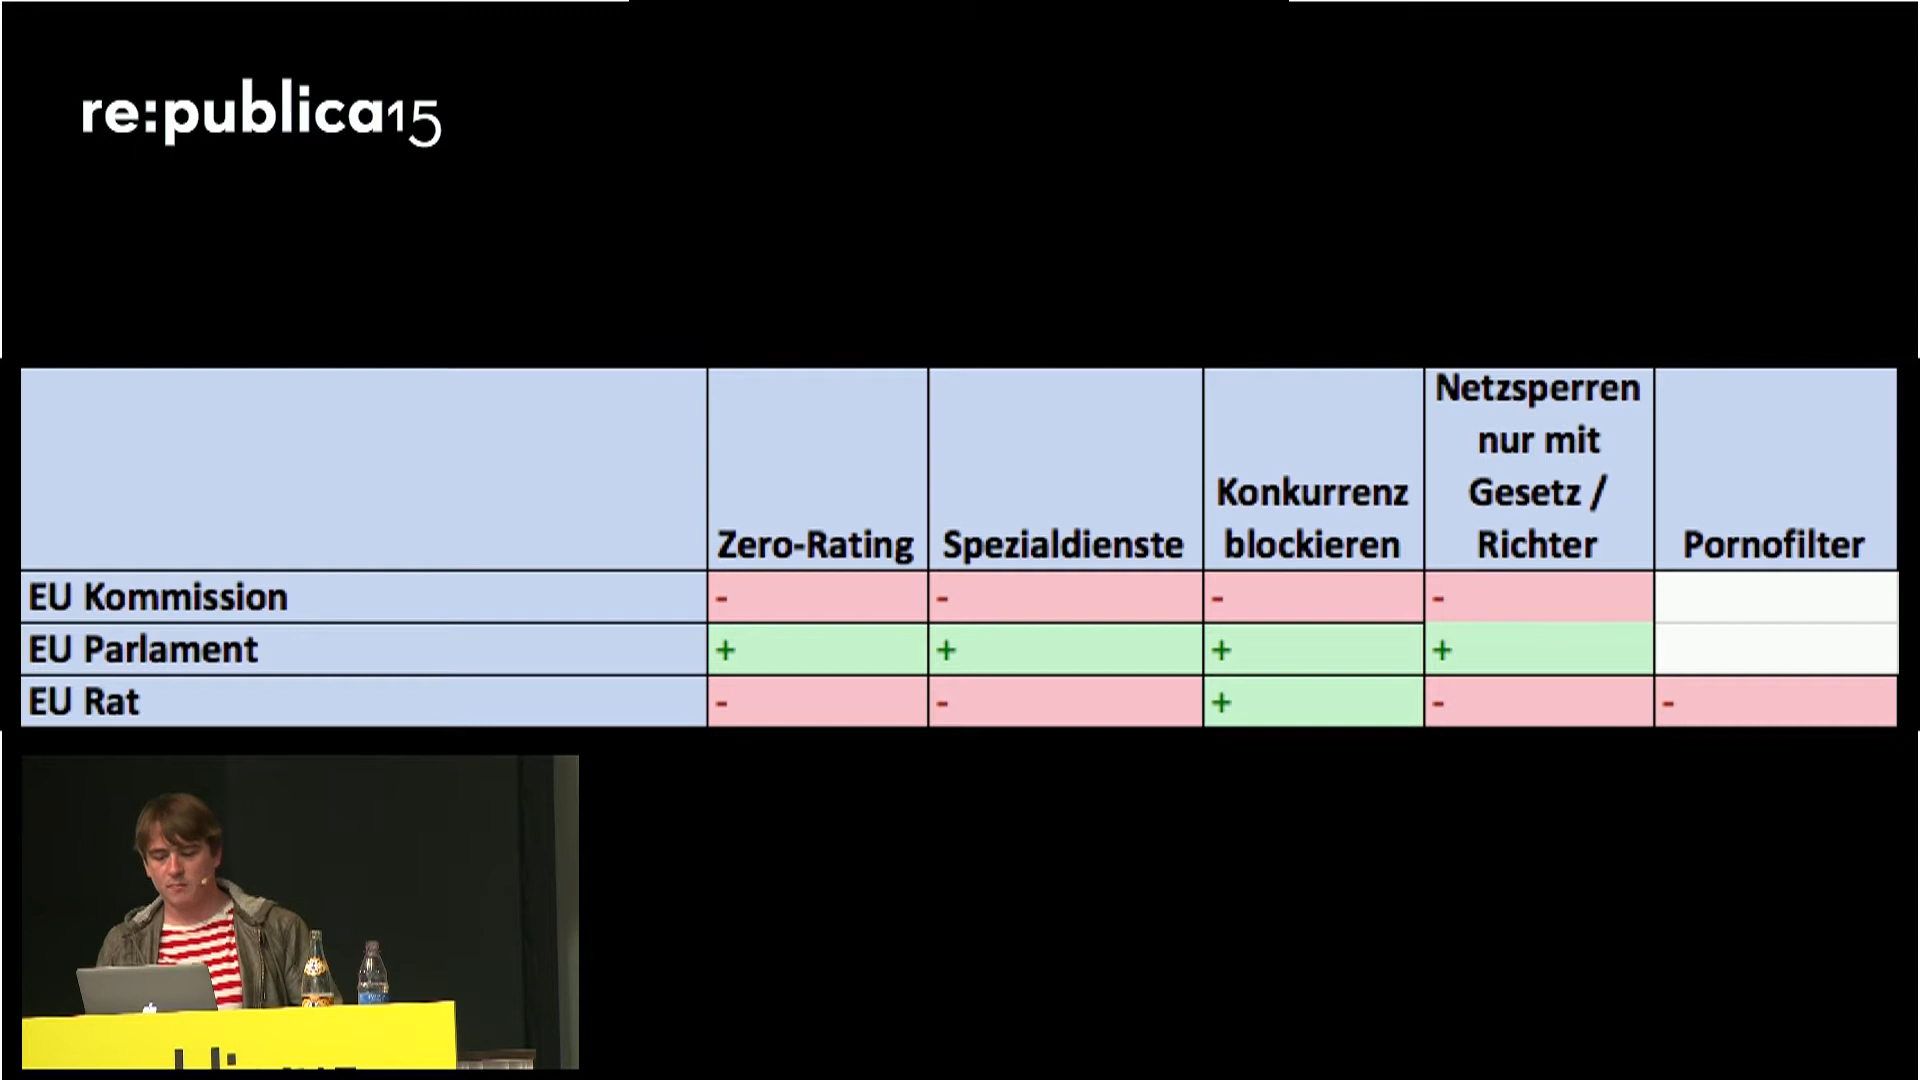 re:publica15
Netzsperren
nur mit
Konkurrenz Gesetz /
Zero-Rating Spezialdienste blockieren Richter Pornofilter
EU Kommission - - - -
EU Parlament + + + +
EU Rat - - + - -